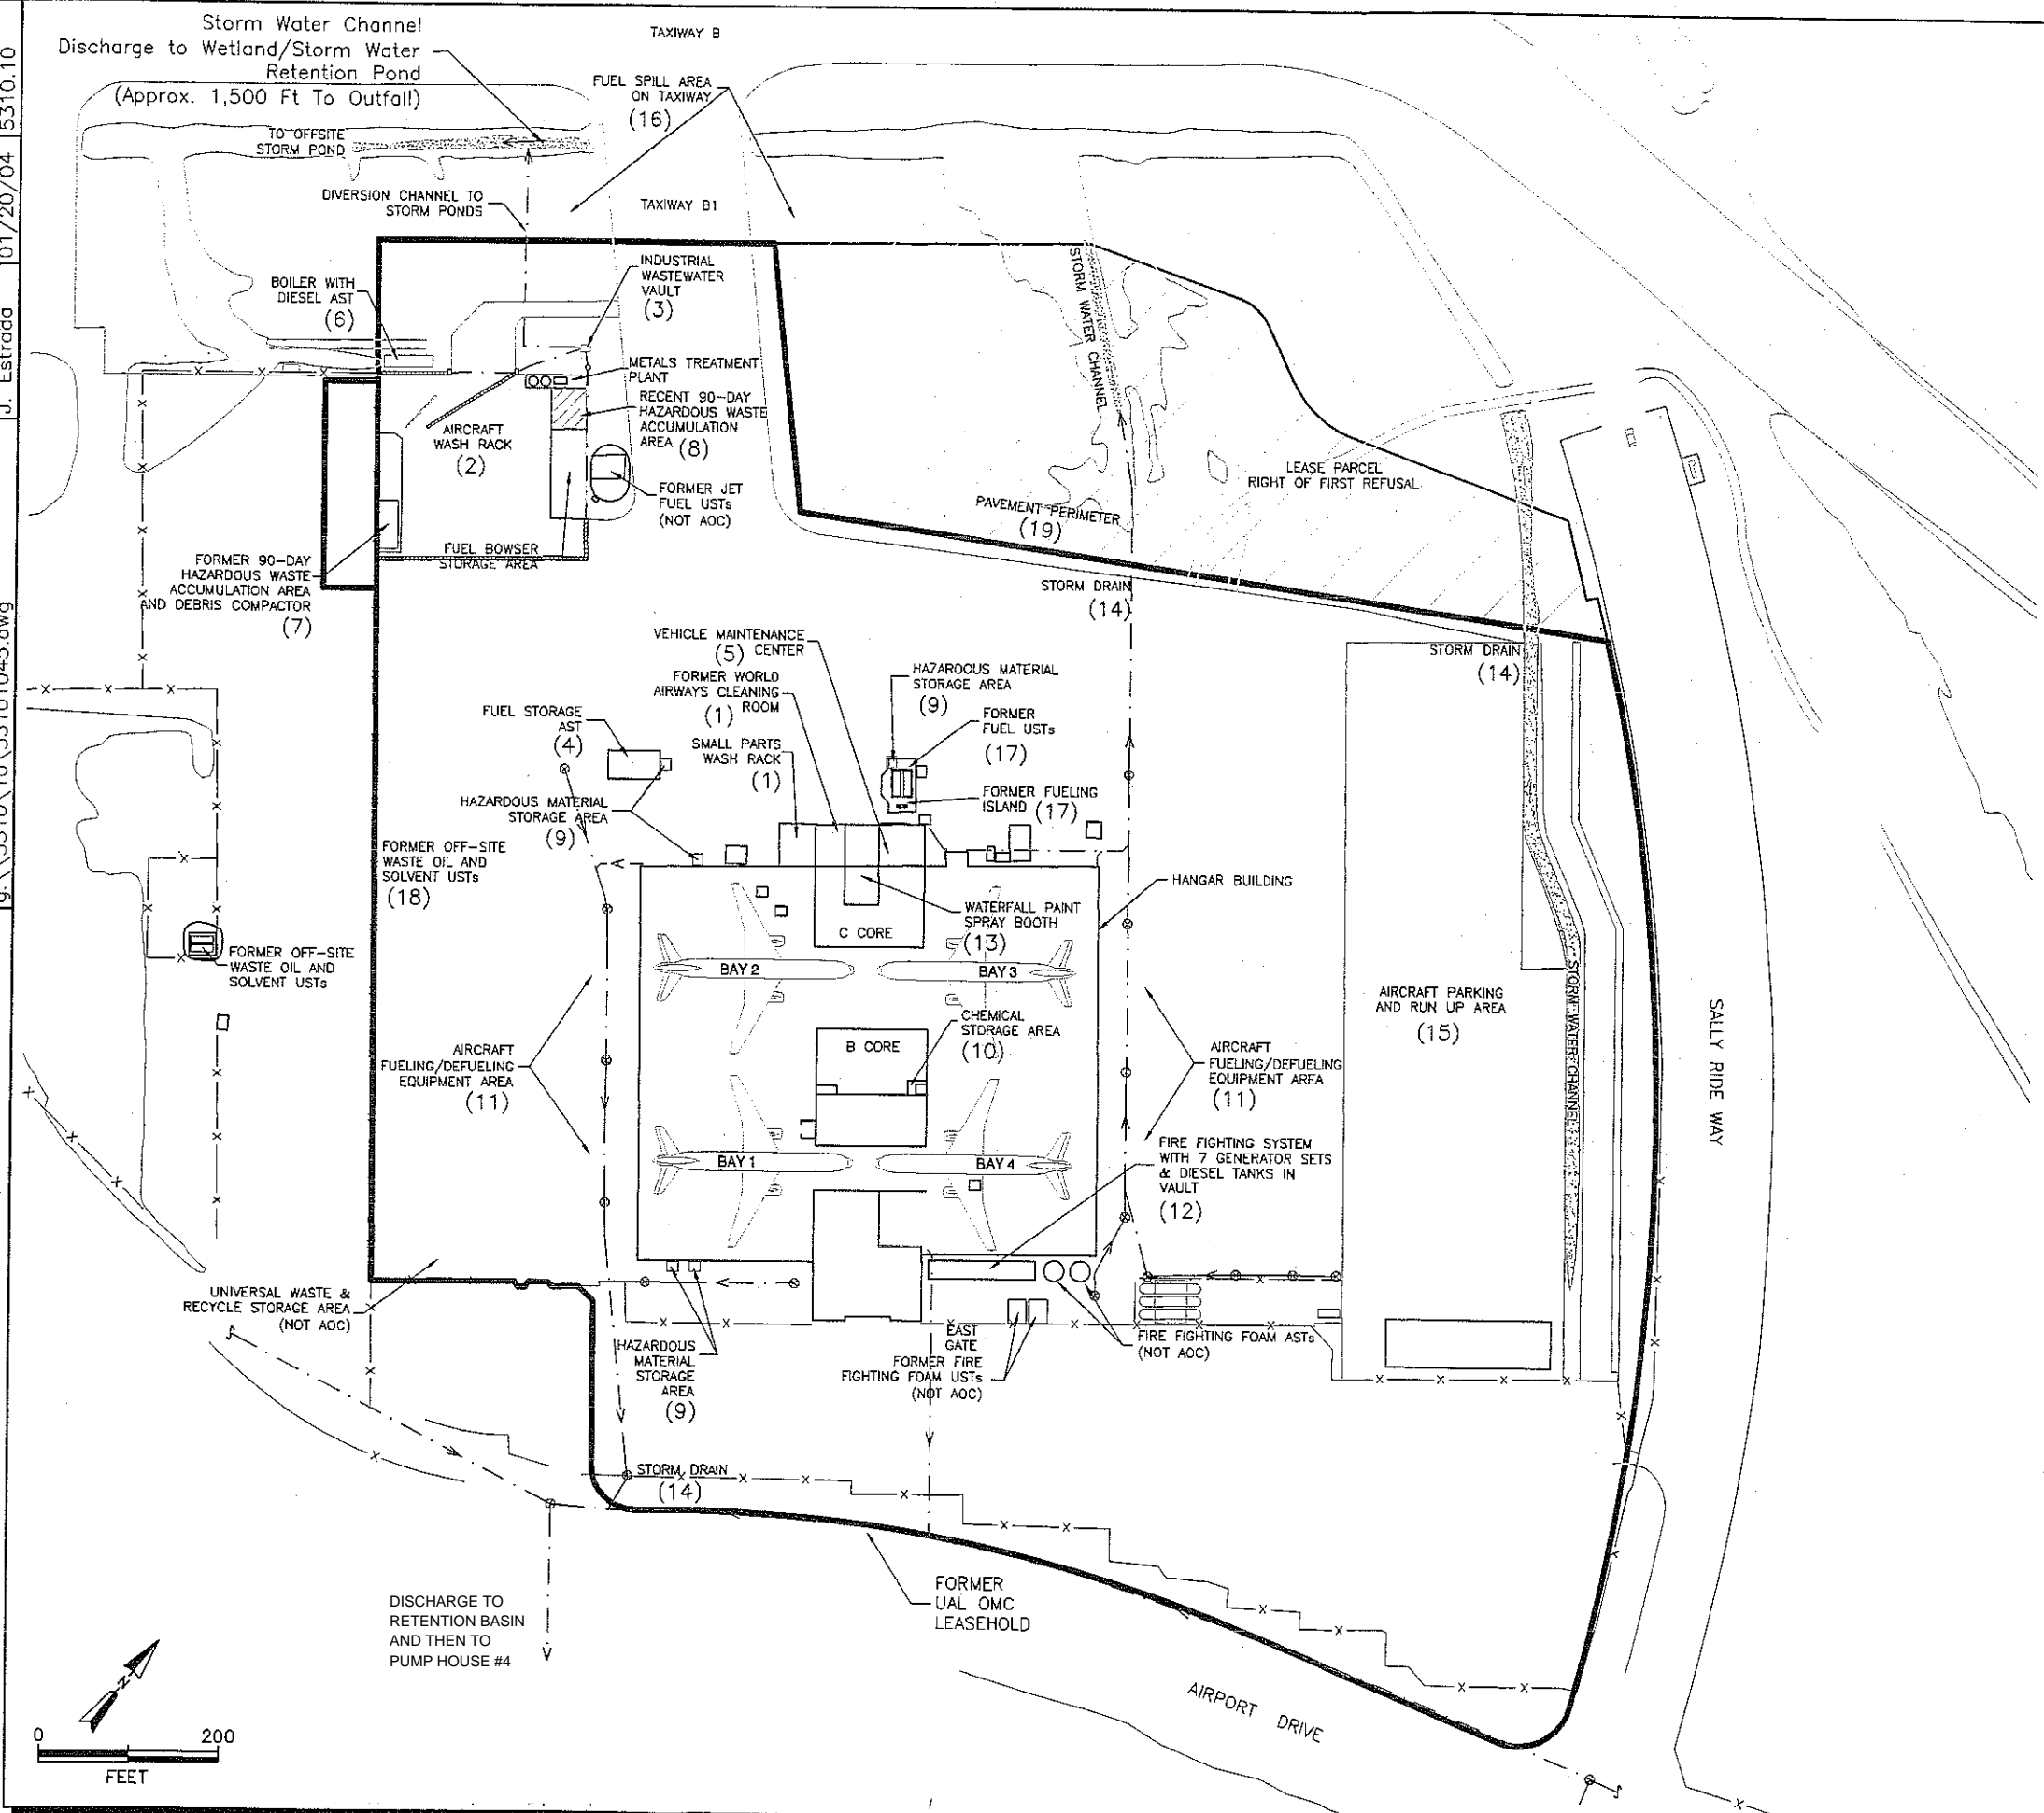 Storm Water Channel
Discharge to Wetland/Storm Water
Retention Pond
(Approx. 1,500 Ft To Outfall)
TAXIWAY B
FUEL SPILL AREA
ON TAXIWAY
(16)
TO OFFSITE
STORM POND
DIVERSION CHANNEL TO
STORM PONDS
TAXIWAY B1
5310.10
01/20/04
J. Estrada
BOILER WITH
DIESEL AST
(6)
INDUSTRIAL
WASTEWATER
VAULT
(3)
METALS TREATMENT
PLANT
RECENT 90-DAY
HAZARDOUS WASTE
ACCUMULATION
AREA (8)
AIRCRAFT
WASH RACK
(2)
FORMER JET
FUEL USTs
(NOT AOC)
FUEL BOWSER
STORAGE AREA
FORMER 90-DAY
HAZARDOUS WASTE
ACCUMULATION AREA
AND DEBRIS COMPACTOR
(7)
STORM WATER CHANNEL
LEASE PARCEL
RIGHT OF FIRST REFUSAL
PAVEMENT PERIMETER
(19)
STORM DRAIN
(14)
STORM DRAIN
(14)
VEHICLE MAINTENANCE
(5) CENTER
FORMER WORLD
AIRWAYS CLEANING
(1) ROOM
SMALL PARTS
WASH RACK
(1)
HAZARDOUS MATERIAL
STORAGE AREA
(9)
FORMER
FUEL USTs
(17)
FORMER FUELING
ISLAND (17)
FUEL STORAGE
AST
(4)
HAZARDOUS MATERIAL
STORAGE AREA
(9)
FORMER OFF-SITE
WASTE OIL AND
SOLVENT USTs
(18)
FORMER OFF-SITE
WASTE OIL AND
SOLVENT USTs
HANGAR BUILDING
WATERFALL PAINT
SPRAY BOOTH
(13)
C CORE
BAY 2
BAY 3
CHEMICAL
STORAGE AREA
(10)
B CORE
BAY 1
BAY 4
AIRCRAFT
FUELING/DEFUELING
EQUIPMENT AREA
(11)
AIRCRAFT
FUELING/DEFUELING
EQUIPMENT AREA
(11)
AIRCRAFT PARKING
AND RUN UP AREA
(15)
STORM WATER CHANNEL
SALLY RIDE WAY
FIRE FIGHTING SYSTEM
WITH 7 GENERATOR SETS
& DIESEL TANKS IN
VAULT
(12)
UNIVERSAL WASTE &
RECYCLE STORAGE AREA
(NOT AOC)
HAZARDOUS
MATERIAL
STORAGE
AREA
(9)
EAST
GATE
FORMER FIRE
FIGHTING FOAM USTs
(NOT AOC)
FIRE FIGHTING FOAM ASTs
(NOT AOC)
STORM DRAIN
(14)
DISCHARGE TO
RETENTION BASIN
AND THEN TO
PUMP HOUSE #4
FORMER
UAL OMC
LEASEHOLD
AIRPORT DRIVE
N
0 200
FEET